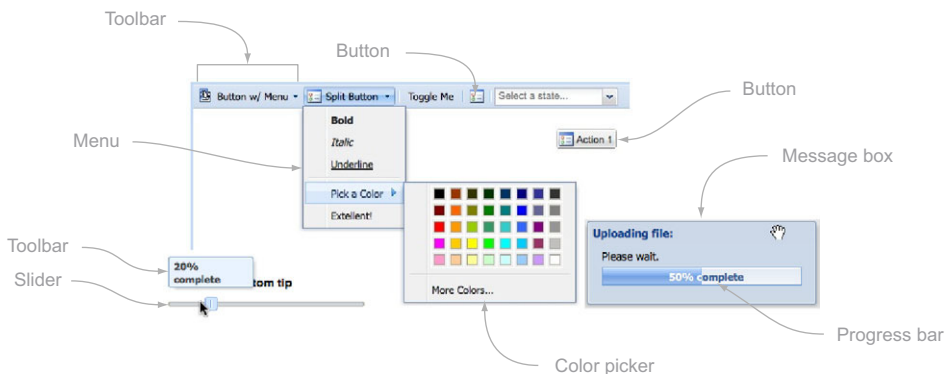 Toolbar
Button
Button w/ Menu
Split Button
Toggle Me
Select a state...
Button
Bold
Action 1
Menu
Italic
Message box
Underline
Pick a Color
Extellent!
Uploading file:
Toolbar
Please wait.
20%
complete
tom tip
50% complete
Slider
More Colors...
Progress bar
Color picker